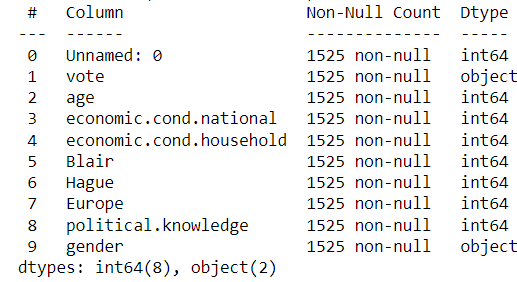 #   Column                   Non-Null Count  Dtype
---  ------                   --------------  -----
 0   Unnamed: 0               1525 non-null   int64
 1   vote                     1525 non-null   object
 2   age                      1525 non-null   int64
 3   economic.cond.national   1525 non-null   int64
 4   economic.cond.household  1525 non-null   int64
 5   Blair                    1525 non-null   int64
 6   Hague                    1525 non-null   int64
 7   Europe                   1525 non-null   int64
 8   political.knowledge      1525 non-null   int64
 9   gender                   1525 non-null   object
dtypes: int64(8), object(2)